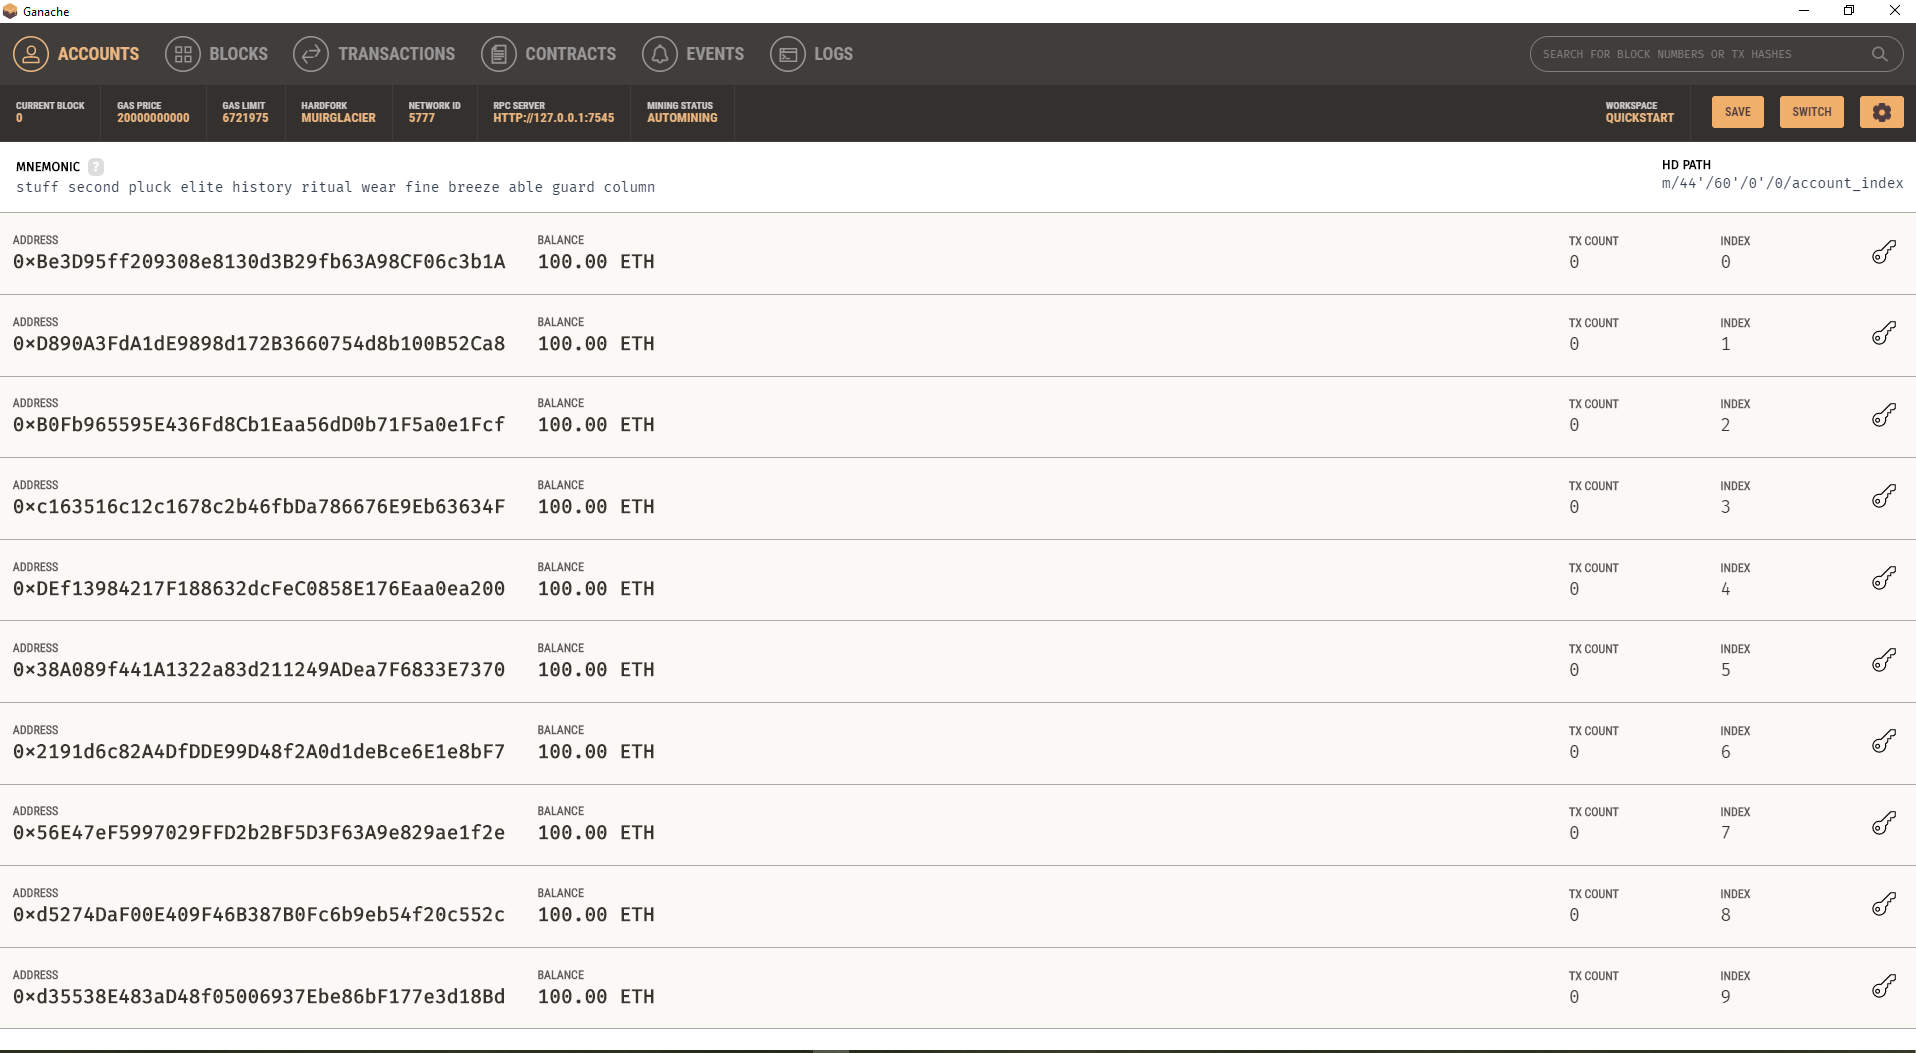 Ganache
ACCOUNTS BLOCKS TRANSACTIONS CONTRACTS EVENTS LOGS SEARCH FOR BLOCK NUMBERS OR TX HASHES
CURRENT BLOCK GAS PRICE GAS LIMIT HARDFORK NETWORK ID RPC SERVER MINING STATUS WORKSPACE
0 20000000000 6721975 MUIRGLACIER 5777 HTTP://127.0.0.1:7545 AUTOMINING QUICKSTART SAVE SWITCH
MNEMONIC ? HD PATH
stuff second pluck elite history ritual wear fine breeze able guard column m/44'/60'/0'/0/account_index
ADDRESS BALANCE TX COUNT INDEX
0×Be3D95ff209308e8130d3B29fb63A98CF06c3b1A 100.00 ETH 0 0
ADDRESS BALANCE TX COUNT INDEX
0×D890A3FdA1dE9898d172B3660754d8b100B52Ca8 100.00 ETH 0 1
ADDRESS BALANCE TX COUNT INDEX
0×B0Fb965595E436Fd8Cb1Eaa56dD0b71F5a0e1Fcf 100.00 ETH 0 2
ADDRESS BALANCE TX COUNT INDEX
0×c163516c12c1678c2b46fbDa786676E9Eb63634F 100.00 ETH 0 3
ADDRESS BALANCE TX COUNT INDEX
0×DEf13984217F188632dcFeC0858E176Eaa0ea200 100.00 ETH 0 4
ADDRESS BALANCE TX COUNT INDEX
0×38A089f441A1322a83d211249ADea7F6833E7370 100.00 ETH 0 5
ADDRESS BALANCE TX COUNT INDEX
0×2191d6c82A4DfDDE99D48f2A0d1deBce6E1e8bF7 100.00 ETH 0 6
ADDRESS BALANCE TX COUNT INDEX
0×56E47eF5997029FFD2b2BF5D3F63A9e829ae1f2e 100.00 ETH 0 7
ADDRESS BALANCE TX COUNT INDEX
0×d5274DaF00E409F46B387B0Fc6b9eb54f20c552c 100.00 ETH 0 8
ADDRESS BALANCE TX COUNT INDEX
0×d35538E483aD48f05006937Ebe86bF177e3d18Bd 100.00 ETH 0 9